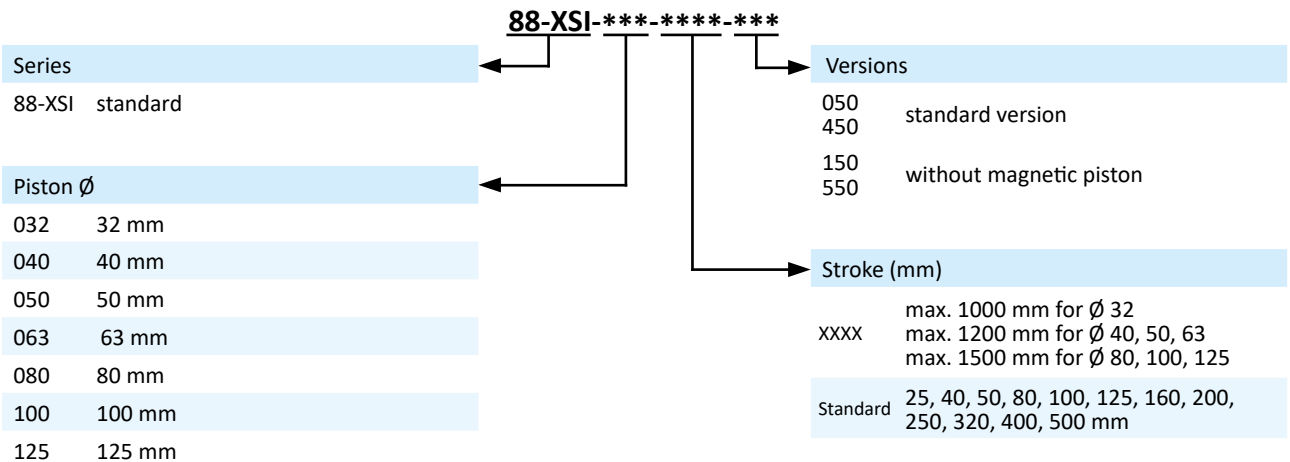 88-XSI-***-****-***
Series
88-XSI standard
Piston Ø
032 32 mm
040 40 mm
050 50 mm
063 63 mm
080 80 mm
100 100 mm
125 125 mm
Versions
050
450
standard version
150
550
without magnetic piston
Stroke (mm)
XXXX
max. 1000 mm for Ø 32
max. 1200 mm for Ø 40, 50, 63
max. 1500 mm for Ø 80, 100, 125
Standard
25, 40, 50, 80, 100, 125, 160, 200,
250, 320, 400, 500 mm